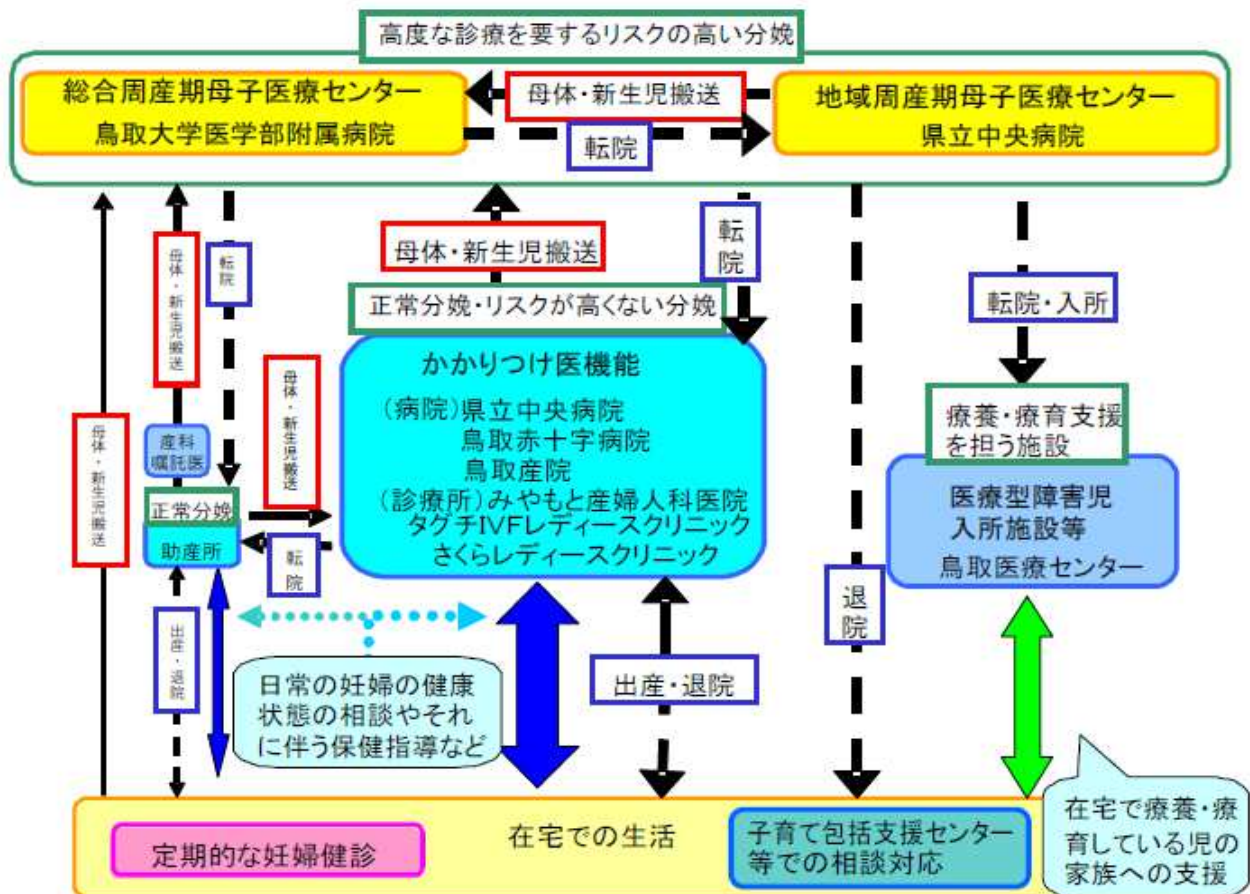 高度な診療を要するリスクの高い分娩
総合周産期母子医療センター
鳥取大学医学部附属病院
母体・新生児搬送
転院
地域周産期母子医療センター
県立中央病院
母体・新生児搬送
母体・新生児搬送
転院
母体・新生児搬送
転院
転院・入所
正常分娩・リスクが高くない分娩
かかりつけ医機能
(病院)県立中央病院
鳥取赤十字病院
鳥取産院
(診療所)みやもと産婦人科医院
タグチIVFレディースクリニック
さくらレディースクリニック
産科
嘱託医
正常分娩
助産所
母体・新生児搬送
転院
療養・療育支援
を担う施設
医療型障害児
入所施設等
鳥取医療センター
出産・退院
日常の妊婦の健康
状態の相談やそれ
に伴う保健指導など
出産・退院
退院
在宅での生活
定期的な妊婦健診
子育て包括支援センター
等での相談対応
在宅で療養・療
育している児の
家族への支援